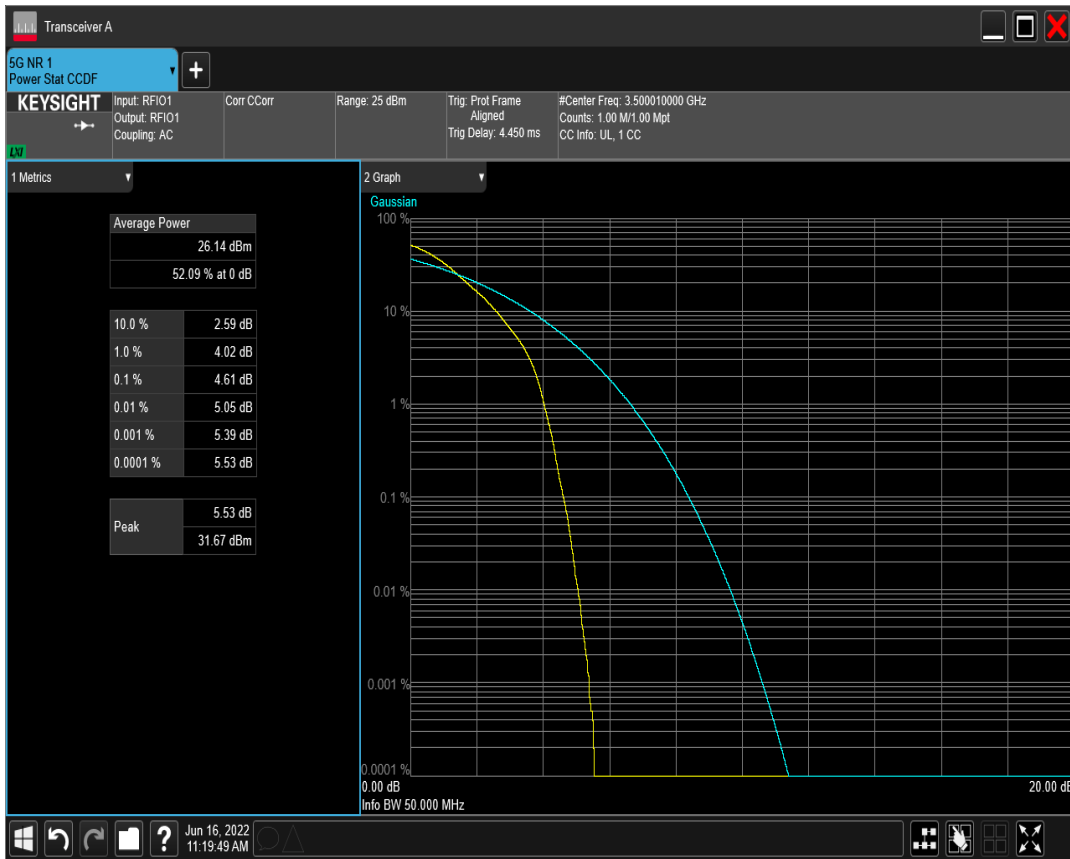 Transceiver A
5G NR 1
Power Stat CCDF
+
KEYSIGHT
LXI
Input: RFIO1
Output: RFIO1
Coupling: AC
Corr CCorr
Range: 25 dBm
Trig: Prot Frame
Aligned
Trig Delay: 4.450 ms
#Center Freq: 3.500010000 GHz
Counts: 1.00 M/1.00 Mpt
CC Info: UL, 1 CC
1 Metrics
Average Power
26.14 dBm
52.09 % at 0 dB
10.0 % 2.59 dB
1.0 % 4.02 dB
0.1 % 4.61 dB
0.01 % 5.05 dB
0.001 % 5.39 dB
0.0001 % 5.53 dB
Peak
5.53 dB
31.67 dBm
2 Graph
Gaussian
100 %
10 %
1 %
0.1 %
0.01 %
0.001 %
0.0001 %
0.00 dB 20.00 dB
Info BW 50.000 MHz
?
Jun 16, 2022
11:19:49 AM